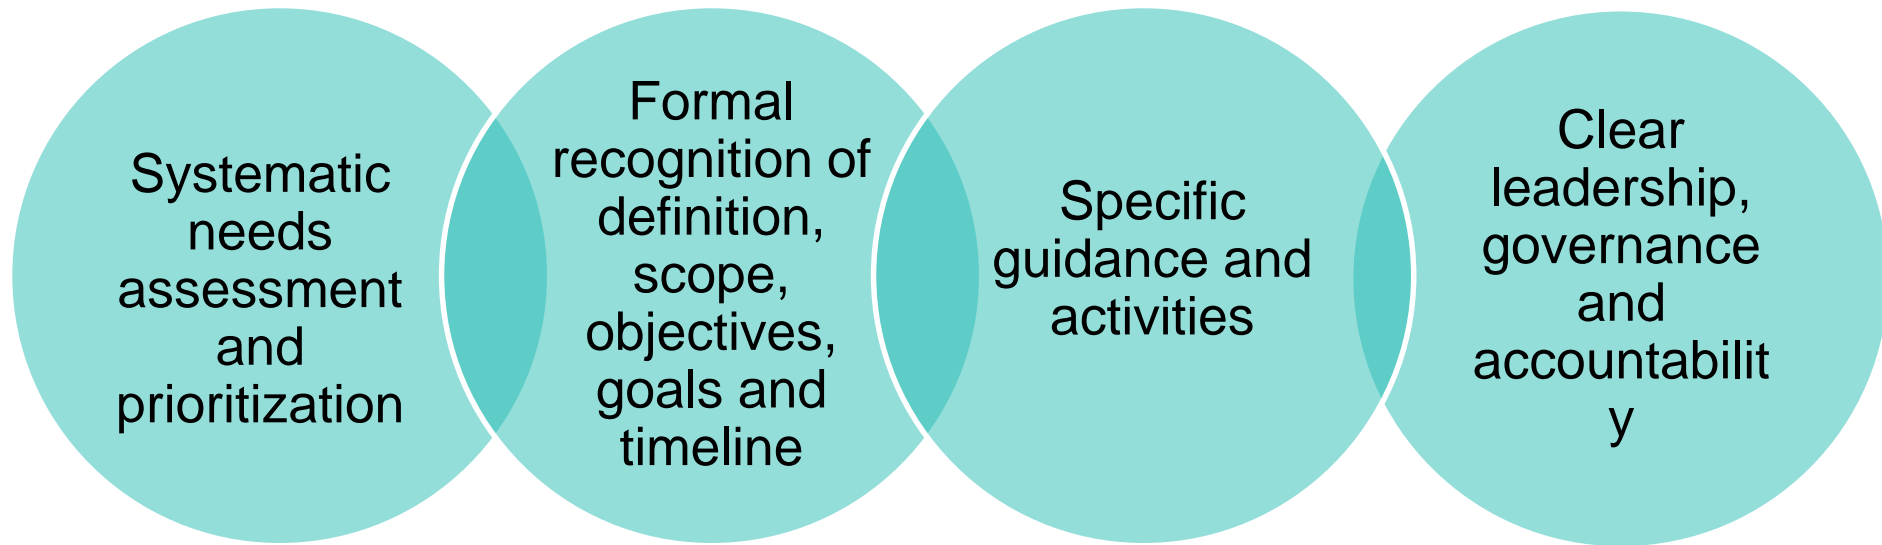 Systematic
needs
assessment
and
prioritization
Formal
recognition of
definition,
scope,
objectives,
goals and
timeline
Specific
guidance and
activities
Clear
leadership,
governance
and
accountabilit
y